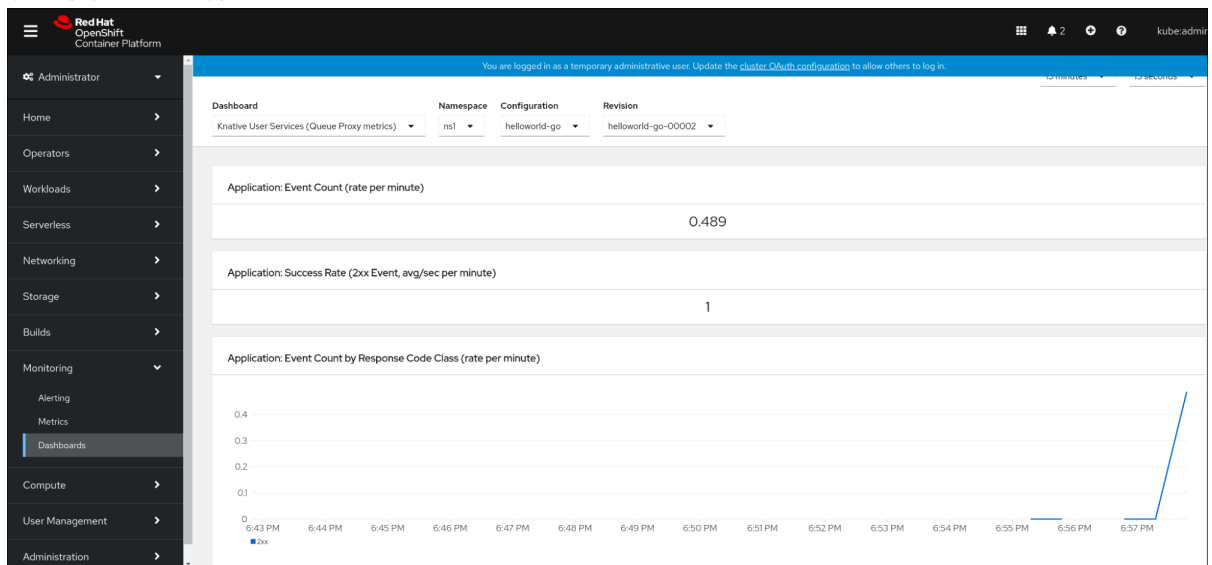 Red Hat
OpenShift
Container Platform
2
kube:admin
Administrator
You are logged in as a temporary administrative user. Update the cluster OAuth configuration to allow others to log in.
15 minutes
15 seconds
Home
Operators
Workloads
Serverless
Networking
Storage
Builds
Monitoring
Alerting
Metrics
Dashboards
Compute
User Management
Administration
Dashboard
Namespace
Configuration
Revision
Knative User Services (Queue Proxy metrics)
ns1
helloworld-go
helloworld-go-00002
Application: Event Count (rate per minute)
0.489
Application: Success Rate (2xx Event, avg/sec per minute)
1
Application: Event Count by Response Code Class (rate per minute)
0.4
0.3
0.2
0.1
0
6:43 PM 6:44 PM 6:45 PM 6:46 PM 6:47 PM 6:48 PM 6:49 PM 6:50 PM 6:51 PM 6:52 PM 6:53 PM 6:54 PM 6:55 PM 6:56 PM 6:57 PM
2xx